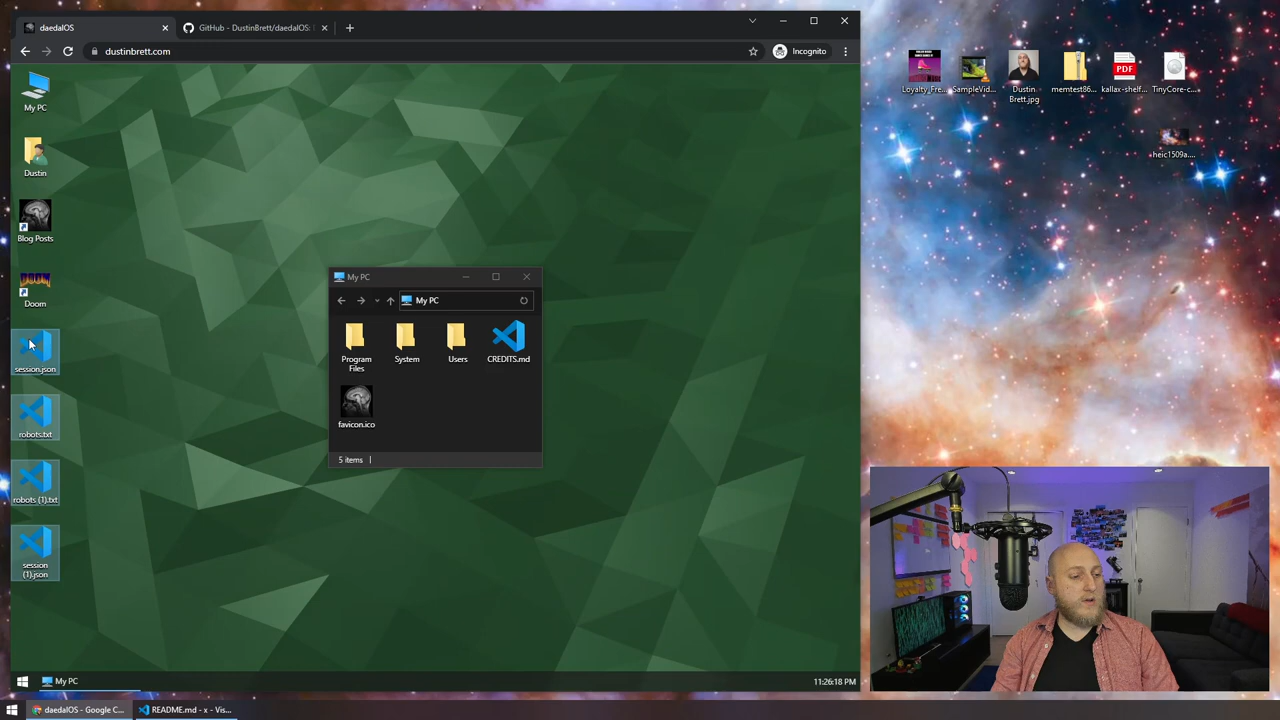 daedalOS
GitHub - DustinBrett/daedalOS:
dustinbrett.com
Incognito
My PC
Dustin
Blog Posts
DOOM
Doom
session.json
robots.txt
robots (1).txt
session
(1).json
My PC
My PC
Program
Files
System
Users
CREDITS.md
favicon.ico
5 items
My PC
11:26:18 PM
Loyalty_Fre...
SampleVid...
Dustin
Brett.jpg
memtest86...
PDF
kallax-shelf...
TinyCore-c...
heic1509a....
daedalOS - Google C...
README.md - x - Vis...